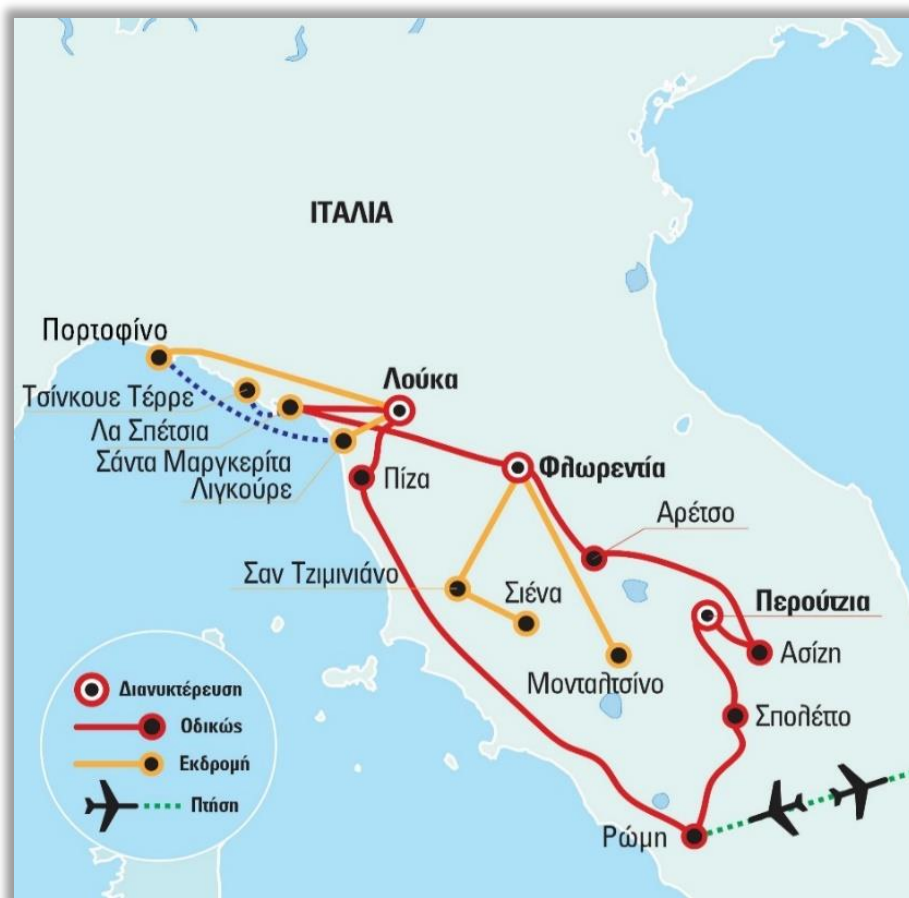 ΙΤΑΛΙΑ
Πορτοφίνο
Λούκα
Τσίνκουε Τέρρε
Λα Σπέτσια
Σάντα Μαργκερίτα
Λιγκούρε
Πίζα
Φλωρεντία
Αρέτσο
Σαν Τζιμινιάνο
Σιένα
Περούτζια
Μονταλτσίνο
Ασίζη
Σπολέττο
Ρώμη
Διανυκτέρευση
Οδικώς
Εκδρομή
Πτήση